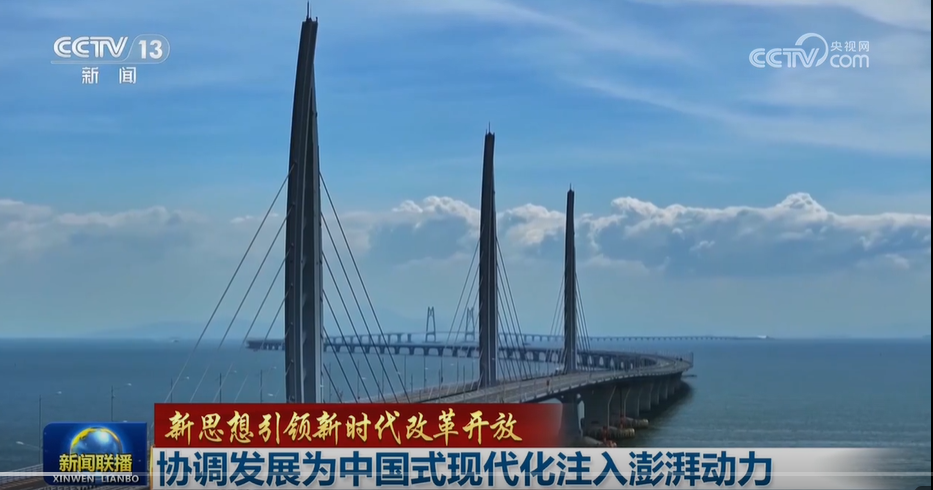 CCTV 13
新闻
CCTV 央视网
com
新思想引领新时代改革开放
新闻联播
XINWEN LIANBO
协调发展为中国式现代化注入澎湃动力